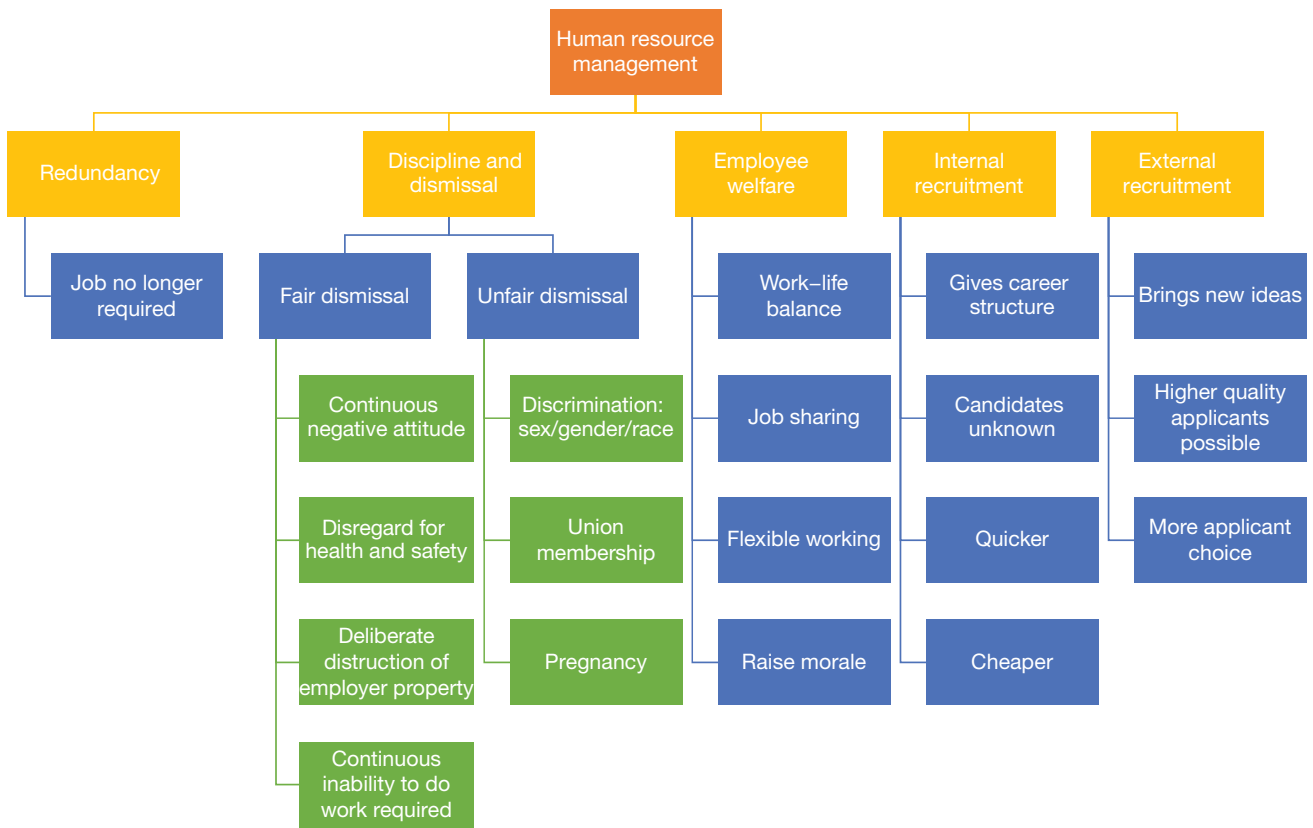 Human resource
management
Redundancy
Discipline and
dismissal
Employee
welfare
Internal
recruitment
External
recruitment
Job no longer
required
Fair dismissal
Unfair dismissal
Work–life
balance
Gives career
structure
Brings new ideas
Continuous
negative attitude
Discrimination:
sex/gender/race
Job sharing
Candidates
unknown
Higher quality
applicants
possible
Disregard for
health and safety
Union
membership
Flexible working
Quicker
More applicant
choice
Deliberate
distruction of
employer property
Pregnancy
Raise morale
Cheaper
Continuous
inability to do
work required